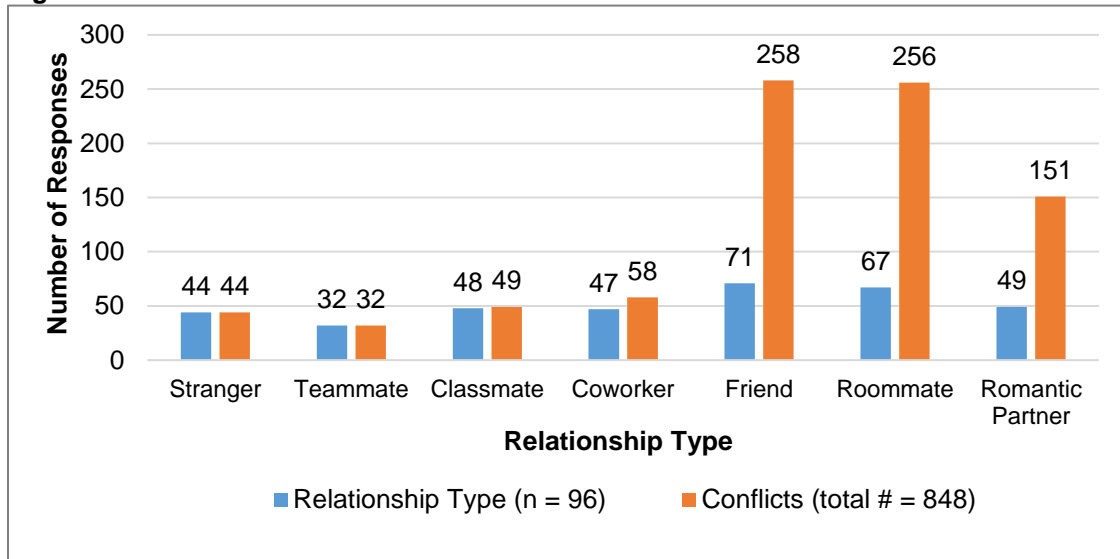 300
250
200
150
100
50
0
Number of Responses
44 44 32 32 48 49 47 58 71 258 67 256 49 151
Stranger Teammate Classmate Coworker Friend Roommate Romantic
Partner
Relationship Type
Relationship Type (n = 96) Conflicts (total # = 848)